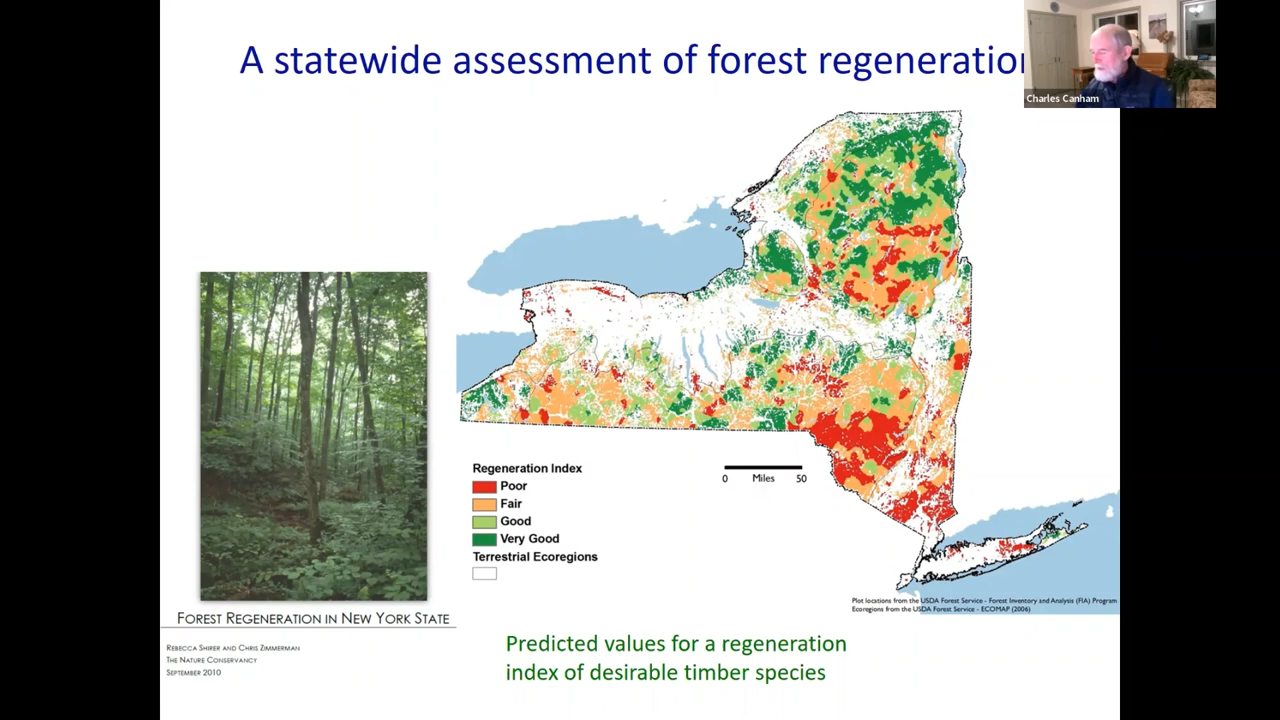 A statewide assessment of forest regeneration
Charles Canham
Regeneration Index
Poor
Fair
Good
Very Good
Terrestrial Ecoregions
0 Miles 50
Plot locations from the USDA Forest Service - Forest Inventory and Analysis (FIA) Program
Ecoregions from the USDA Forest Service - ECOMAP (2006)
FOREST REGENERATION IN NEW YORK STATE
REBECCA SHIRER AND CHRIS ZIMMERMAN
THE NATURE CONSERVANCY
SEPTEMBER 2010
Predicted values for a regeneration
index of desirable timber species